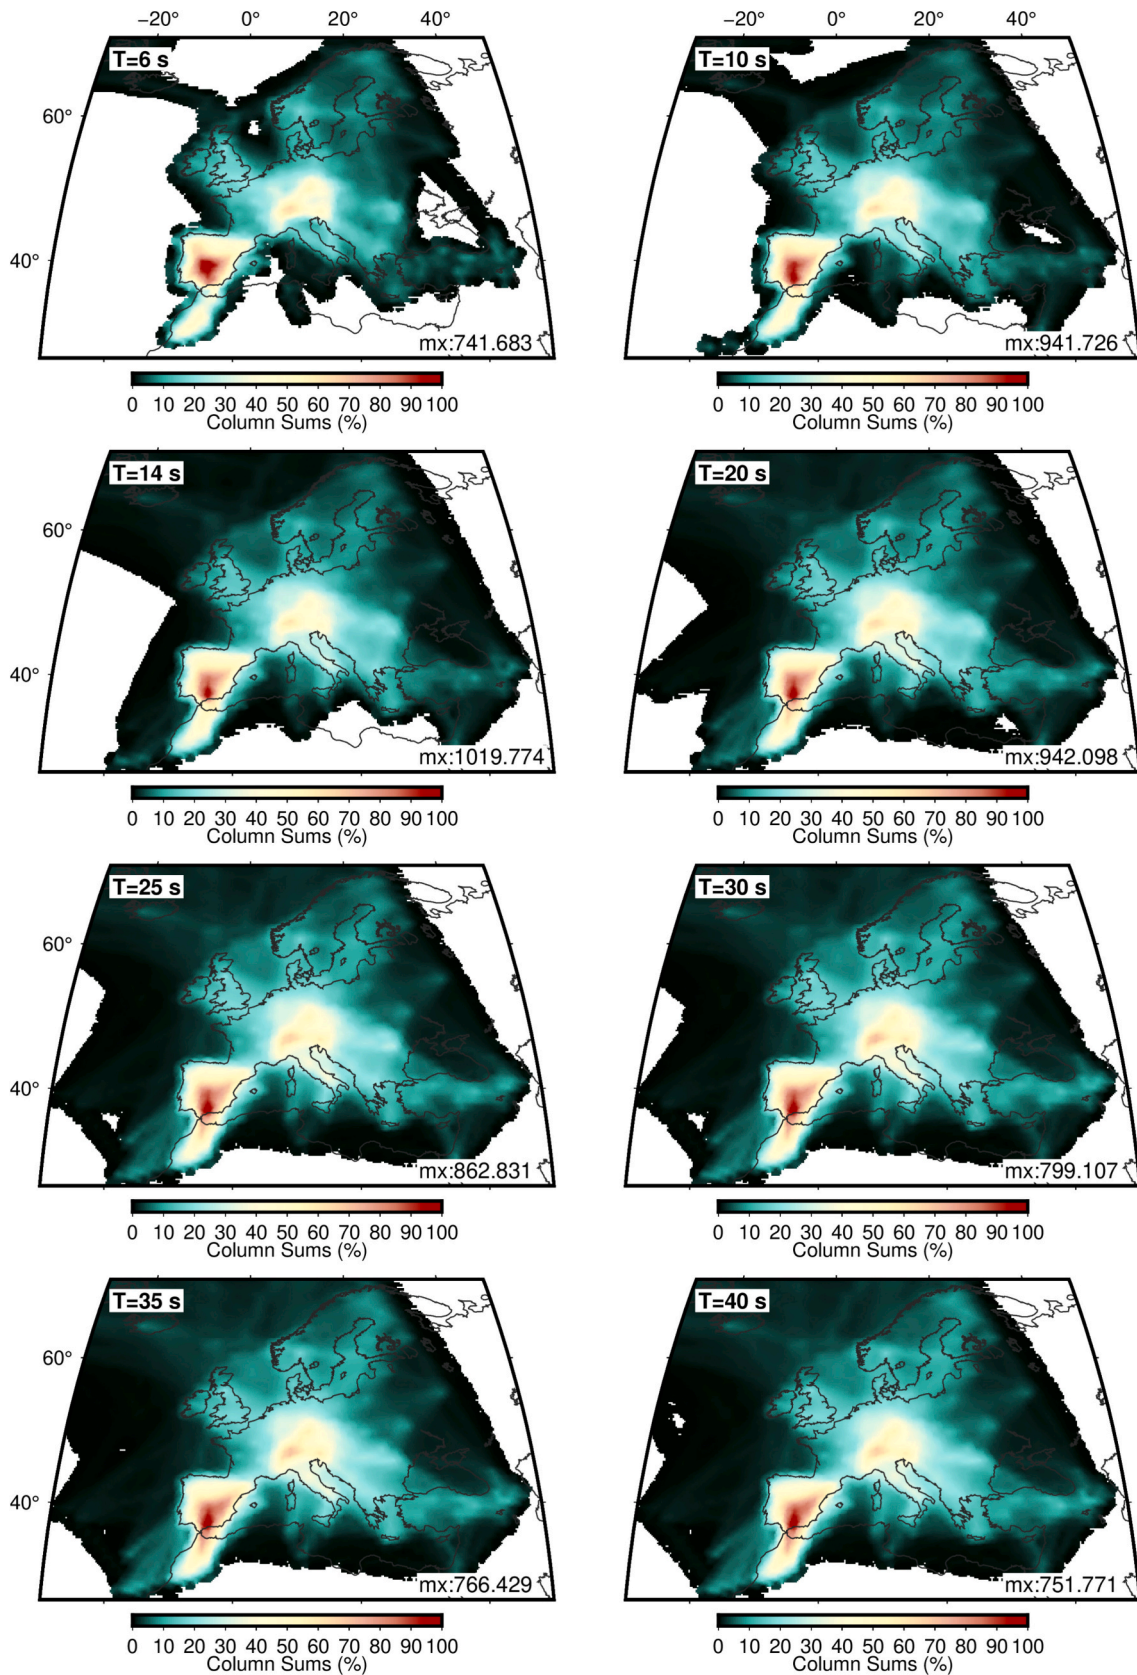 −20° 0° 20° 40° −20° 0° 20° 40°
T=6 s T=10 s
60°
40°
mx:741.683 mx:941.726
0 10 20 30 40 50 60 70 80 90 100 0 10 20 30 40 50 60 70 80 90 100
Column Sums (%) Column Sums (%)
T=14 s T=20 s
60°
40°
mx:1019.774 mx:942.098
0 10 20 30 40 50 60 70 80 90 100 0 10 20 30 40 50 60 70 80 90 100
Column Sums (%) Column Sums (%)
T=25 s T=30 s
60°
40°
mx:862.831 mx:799.107
0 10 20 30 40 50 60 70 80 90 100 0 10 20 30 40 50 60 70 80 90 100
Column Sums (%) Column Sums (%)
T=35 s T=40 s
60°
40°
mx:766.429 mx:751.771
0 10 20 30 40 50 60 70 80 90 100 0 10 20 30 40 50 60 70 80 90 100
Column Sums (%) Column Sums (%)